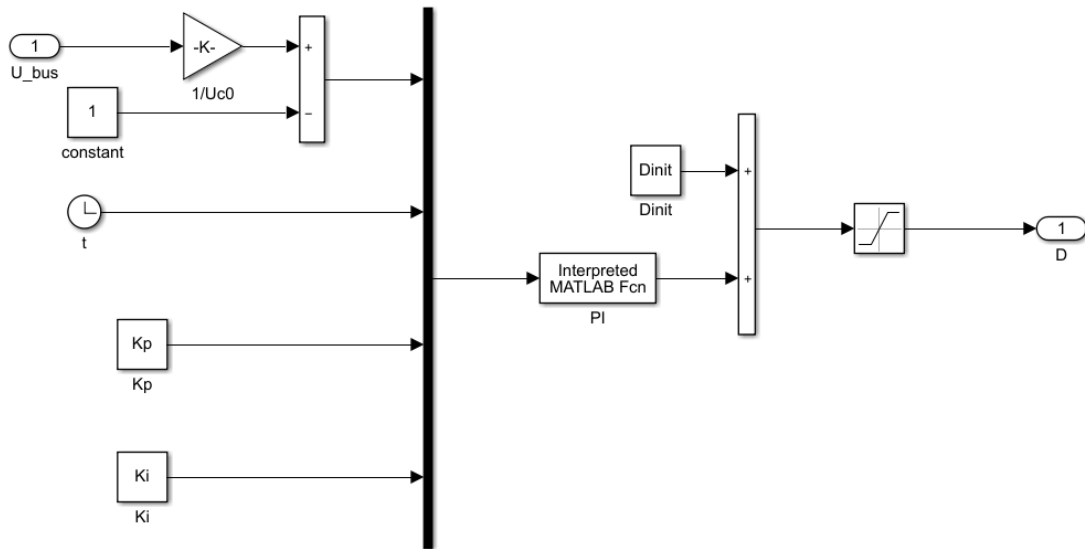 1
U_bus
-K-
1/Uc0
+
−
1
constant
t
Kp
Kp
Ki
Ki
Interpreted
MATLAB Fcn
PI
Dinit
Dinit
+
+
1
D